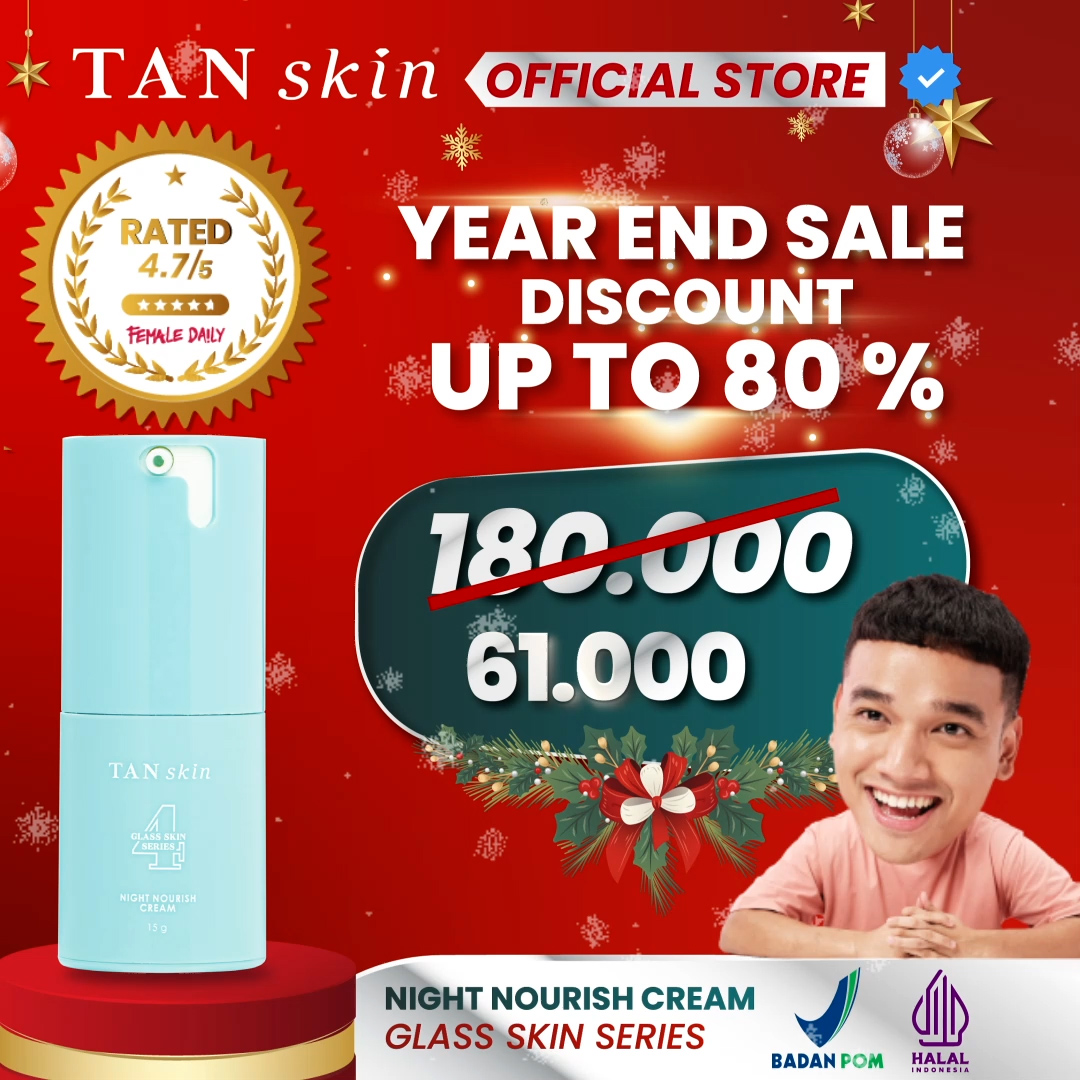 TAN skin
OFFICIAL STORE
RATED
4.7/5
FEMALE DAILY
YEAR END SALE
DISCOUNT
UP TO 80 %
180.000
61.000
TAN skin
4
GLASS SKIN
SERIES
NIGHT NOURISH
CREAM
15 g
NIGHT NOURISH CREAM
GLASS SKIN SERIES
BADAN POM
HALAL
INDONESIA